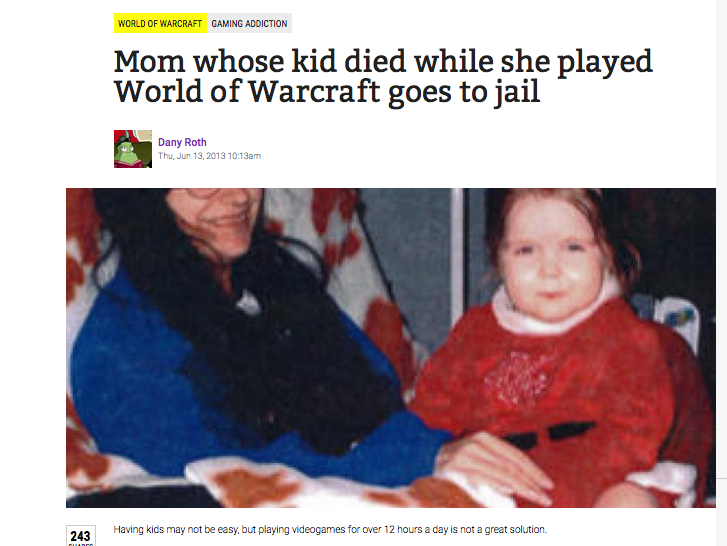 WORLD OF WARCRAFT GAMING ADDICTION
Mom whose kid died while she played
World of Warcraft goes to jail
Dany Roth
Thu, Jun 13, 2013 10:13am
Having kids may not be easy, but playing videogames for over 12 hours a day is not a great solution.
243
SHARES